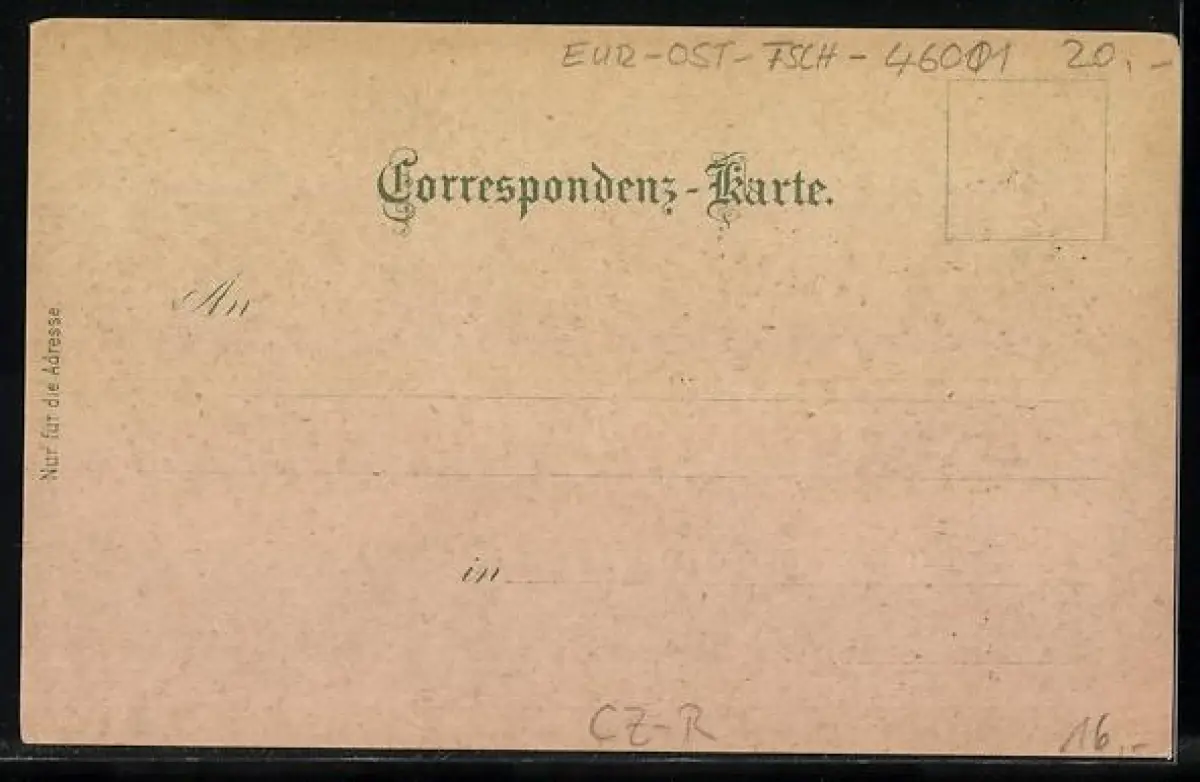 EUR-OST-TSCH-46001 20,-
Correspondenz-Karte.
An
Nur für die Adresse.
in
CZ-R
16,-